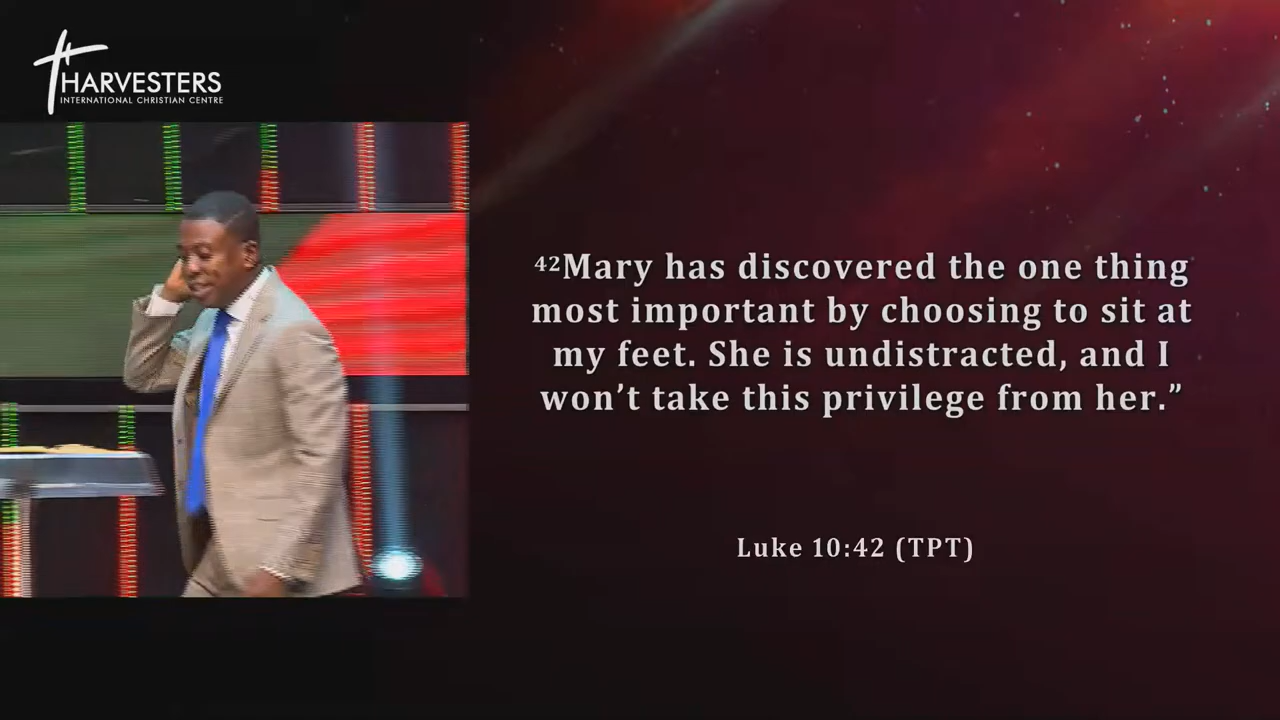 HARVESTERS
INTERNATIONAL CHRISTIAN CENTRE
⁴²Mary has discovered the one thing
most important by choosing to sit at
my feet. She is undistracted, and I
won’t take this privilege from her.”
Luke 10:42 (TPT)